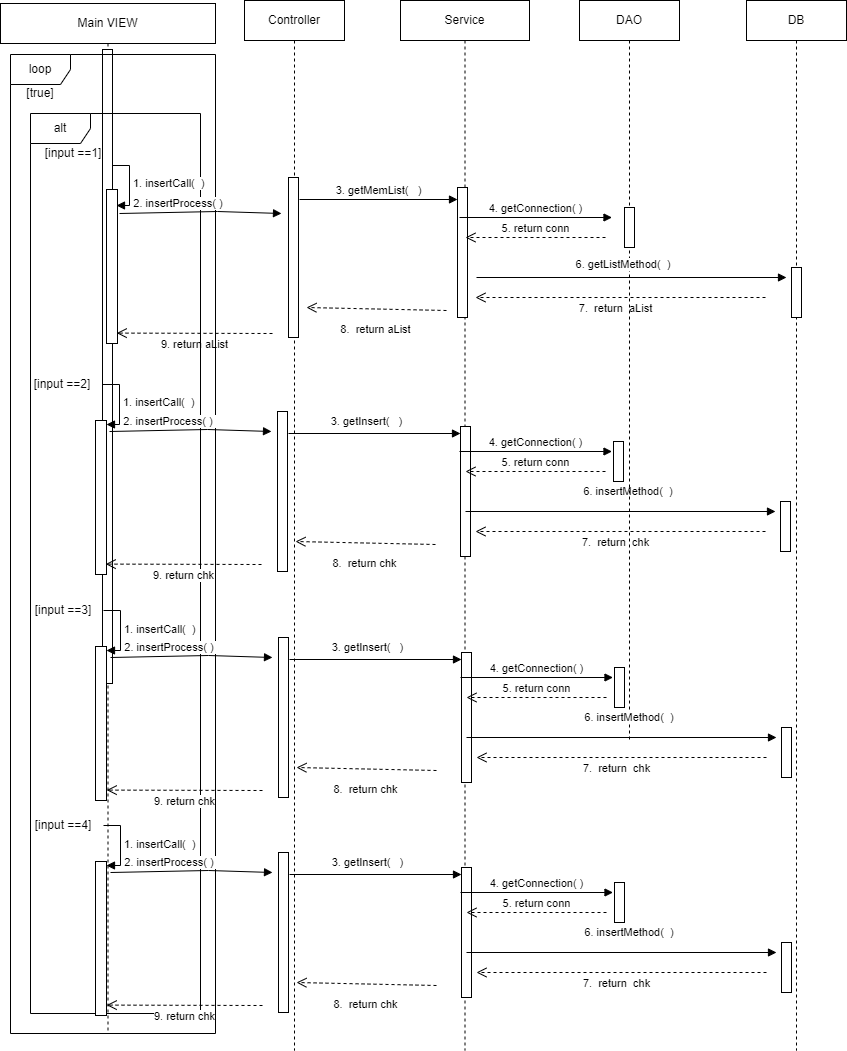 Main VIEW
Controller
Service
DAO
DB
loop
[true]
alt
[input ==1]
1. insertCall( )
2. insertProcess( )
3. getMemList( )
4. getConnection( )
5. return conn
6. getListMethod( )
7. return aList
8. return aList
9. return aList
[input ==2]
1. insertCall( )
2. insertProcess( )
3. getInsert( )
4. getConnection( )
5. return conn
6. insertMethod( )
7. return chk
8. return chk
9. return chk
[input ==3]
1. insertCall( )
2. insertProcess( )
3. getInsert( )
4. getConnection( )
5. return conn
6. insertMethod( )
7. return chk
8. return chk
9. return chk
[input ==4]
1. insertCall( )
2. insertProcess( )
3. getInsert( )
4. getConnection( )
5. return conn
6. insertMethod( )
7. return chk
8. return chk
9. return chk